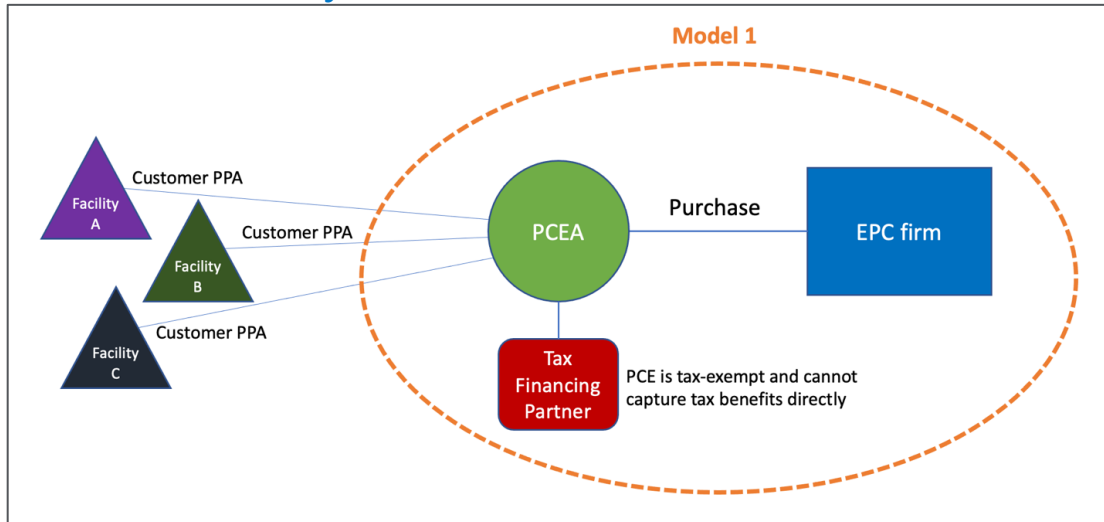 Model 1
Customer PPA
Facility
A
Customer PPA
Facility
B
Customer PPA
Facility
C
PCEA
Purchase
EPC firm
Tax
Financing
Partner
PCE is tax-exempt and cannot
capture tax benefits directly